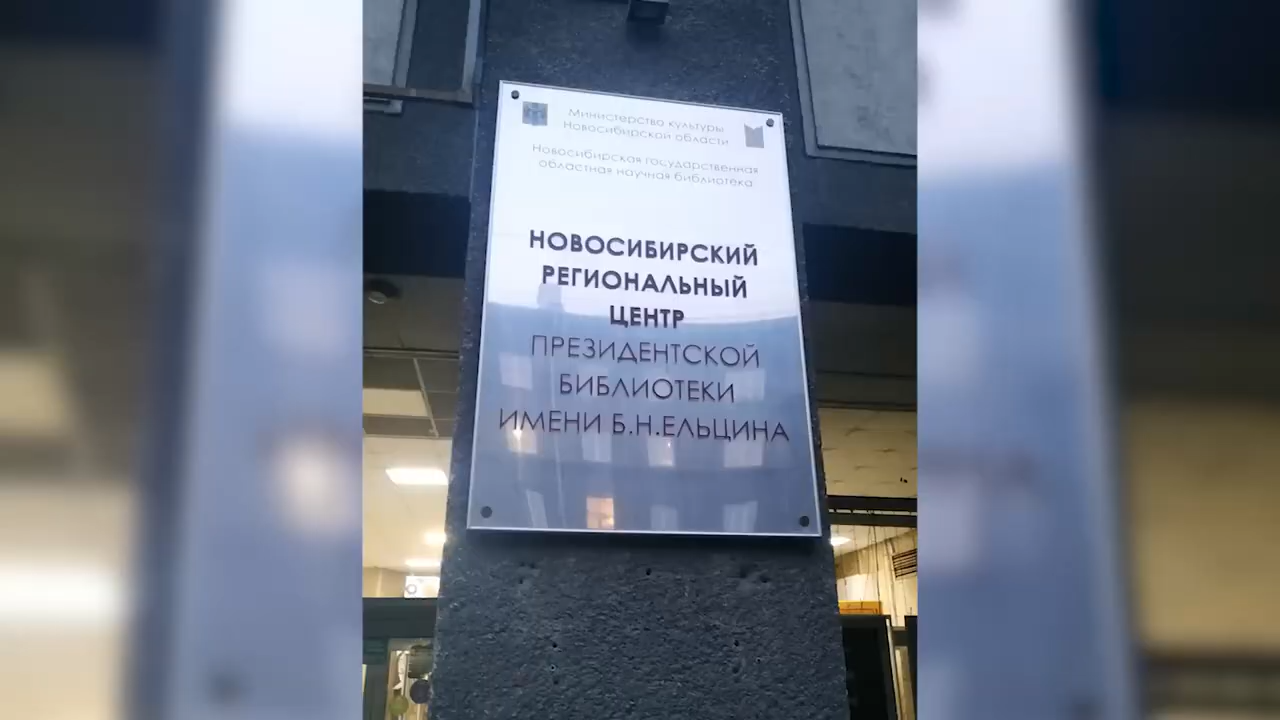 Министерство культуры
Новосибирской области
Новосибирская государственная
областная научная библиотека
НОВОСИБИРСКИЙ
РЕГИОНАЛЬНЫЙ
ЦЕНТР
ПРЕЗИДЕНТСКОЙ
БИБЛИОТЕКИ
ИМЕНИ Б.Н.ЕЛЬЦИНА